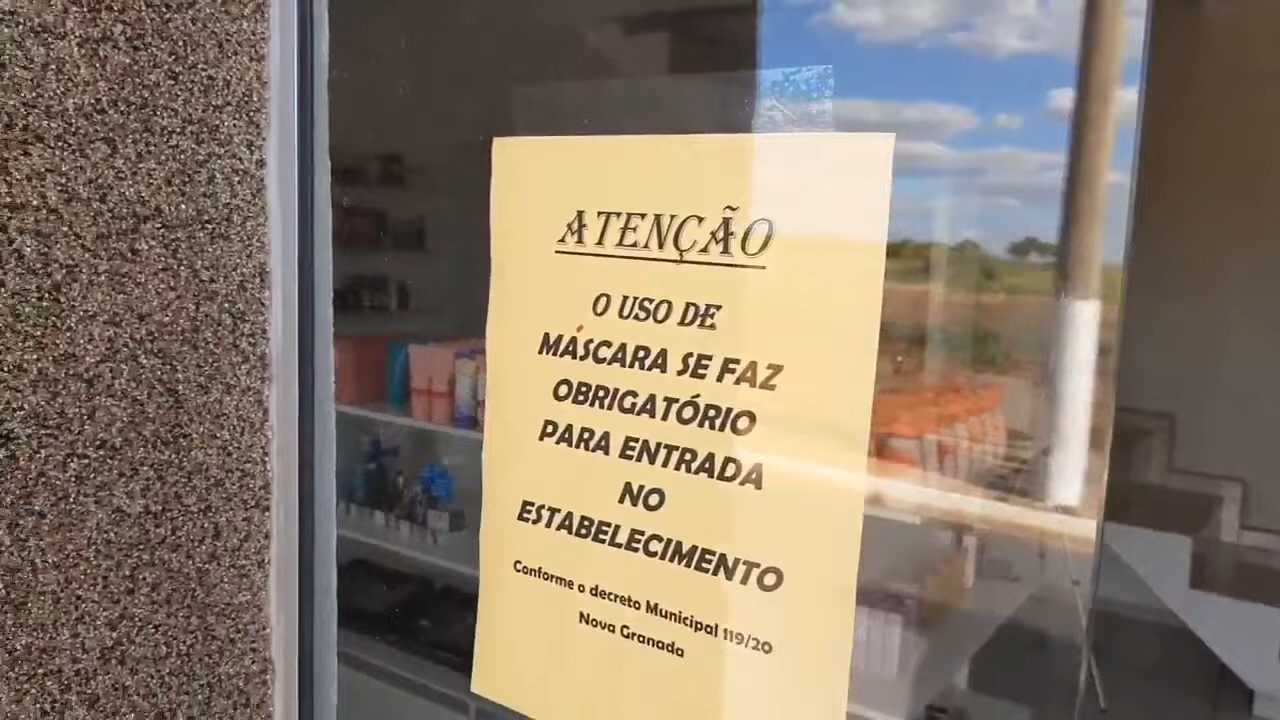 ATENÇÃO
O USO DE
MÁSCARA SE FAZ
OBRIGATÓRIO
PARA ENTRADA
NO
ESTABELECIMENTO
Conforme o decreto Municipal 119/20
Nova Granada